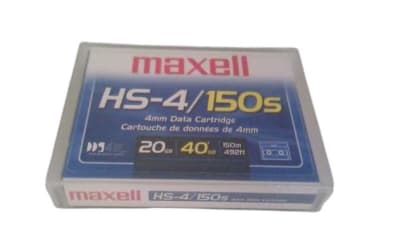 maxell
HS-4/150s
4mm Data Cartridge
Cartouche de données de 4mm
20GB 40GB 150m
492ft
maxell HS-4/150s